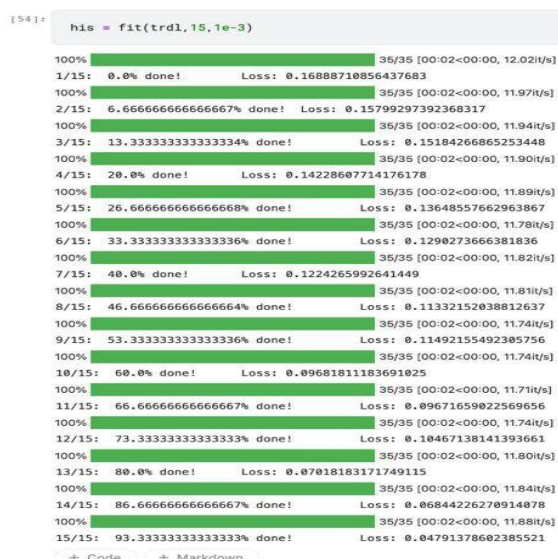 [54]:
his = fit(trdl,15,1e-3)
100% 35/35 [00:02<00:00, 12.02it/s]
1/15: 0.0% done! Loss: 0.16888710856437683
100% 35/35 [00:02<00:00, 11.97it/s]
2/15: 6.666666666666667% done! Loss: 0.15799297392368317
100% 35/35 [00:02<00:00, 11.94it/s]
3/15: 13.333333333333334% done! Loss: 0.15184266865253448
100% 35/35 [00:02<00:00, 11.90it/s]
4/15: 20.0% done! Loss: 0.14228607714176178
100% 35/35 [00:02<00:00, 11.89it/s]
5/15: 26.666666666666668% done! Loss: 0.13648557662963867
100% 35/35 [00:02<00:00, 11.78it/s]
6/15: 33.333333333333336% done! Loss: 0.1290273666381836
100% 35/35 [00:02<00:00, 11.82it/s]
7/15: 40.0% done! Loss: 0.1224265992641449
100% 35/35 [00:02<00:00, 11.81it/s]
8/15: 46.666666666666664% done! Loss: 0.11332152038812637
100% 35/35 [00:02<00:00, 11.74it/s]
9/15: 53.333333333333336% done! Loss: 0.11492155492305756
100% 35/35 [00:02<00:00, 11.74it/s]
10/15: 60.0% done! Loss: 0.09681811183691025
100% 35/35 [00:02<00:00, 11.71it/s]
11/15: 66.66666666666667% done! Loss: 0.09671659022569656
100% 35/35 [00:02<00:00, 11.74it/s]
12/15: 73.33333333333333% done! Loss: 0.10467138141393661
100% 35/35 [00:02<00:00, 11.80it/s]
13/15: 80.0% done! Loss: 0.07018183171749115
100% 35/35 [00:02<00:00, 11.84it/s]
14/15: 86.66666666666667% done! Loss: 0.06844226270914078
100% 35/35 [00:02<00:00, 11.88it/s]
15/15: 93.33333333333333% done! Loss: 0.04791378602385521
+ Code + Markdown